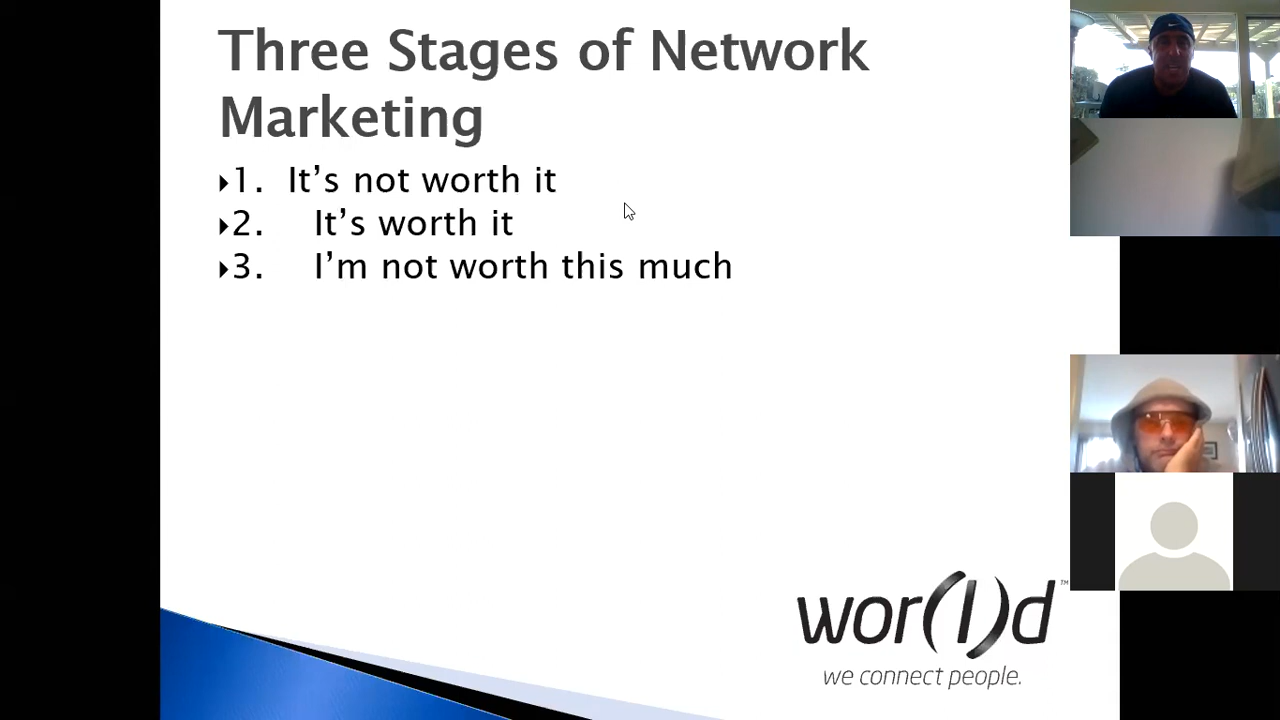 Three Stages of Network
Marketing
1. It's not worth it
2. It's worth it
3. I'm not worth this much
wor(l)d™
we connect people.